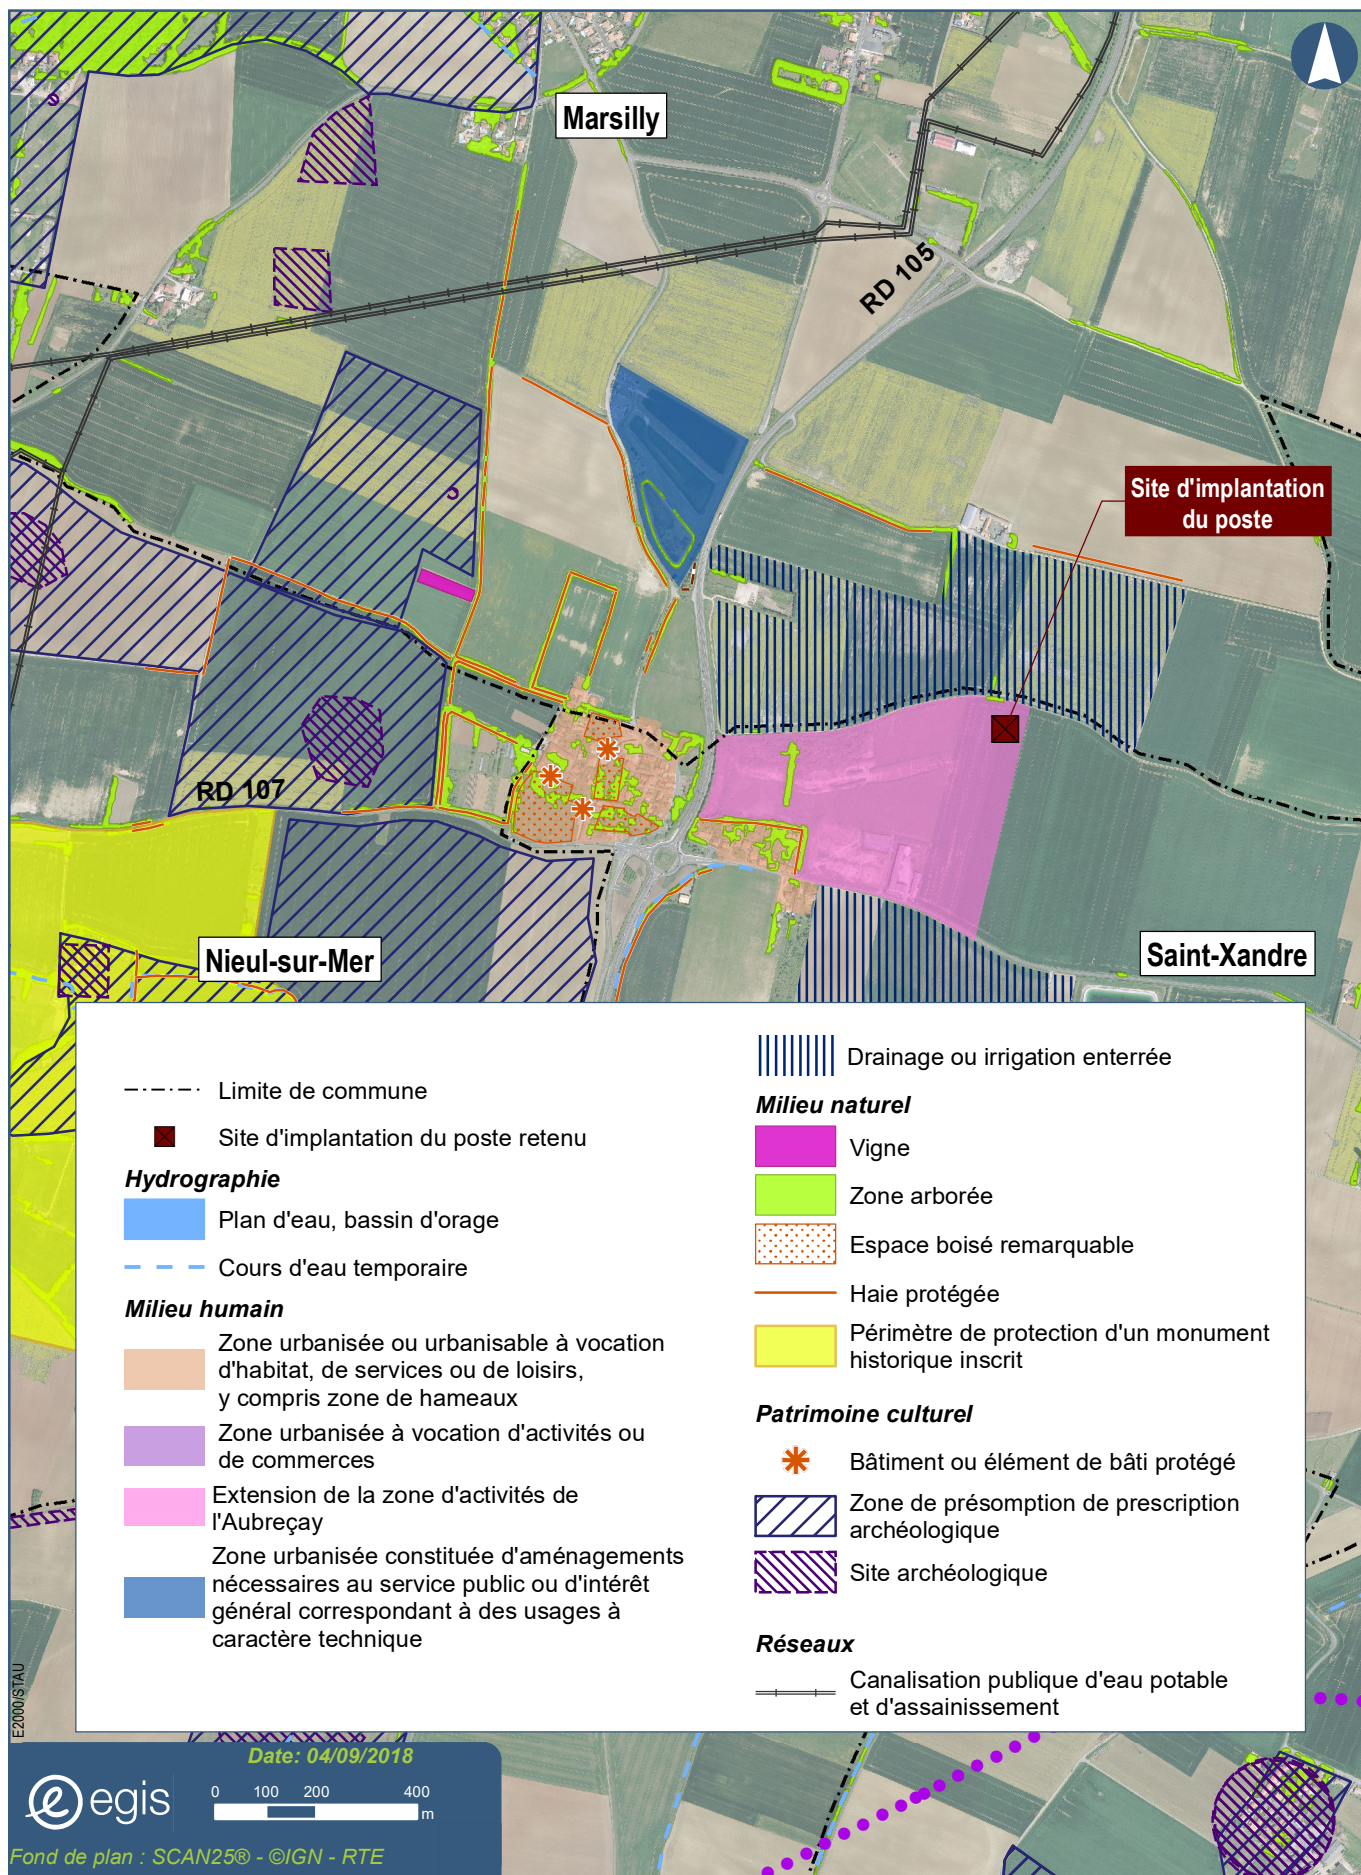 Marsilly
RD 105
Site d'implantation
du poste
RD 107
Nieul-sur-Mer
Saint-Xandre
Limite de commune
Site d'implantation du poste retenu
Hydrographie
Plan d'eau, bassin d'orage
Cours d'eau temporaire
Milieu humain
Zone urbanisée ou urbanisable à vocation
d'habitat, de services ou de loisirs,
y compris zone de hameaux
Zone urbanisée à vocation d'activités ou
de commerces
Extension de la zone d'activités de
l'Aubreçay
Zone urbanisée constituée d'aménagements
nécessaires au service public ou d'intérêt
général correspondant à des usages à
caractère technique
Drainage ou irrigation enterrée
Milieu naturel
Vigne
Zone arborée
Espace boisé remarquable
Haie protégée
Périmètre de protection d'un monument
historique inscrit
Patrimoine culturel
Bâtiment ou élément de bâti protégé
Zone de présomption de prescription
archéologique
Site archéologique
Réseaux
Canalisation publique d'eau potable
et d'assainissement
E2000/STAU
Date: 04/09/2018
egis
0 100 200 400
m
Fond de plan : SCAN25® - ©IGN - RTE